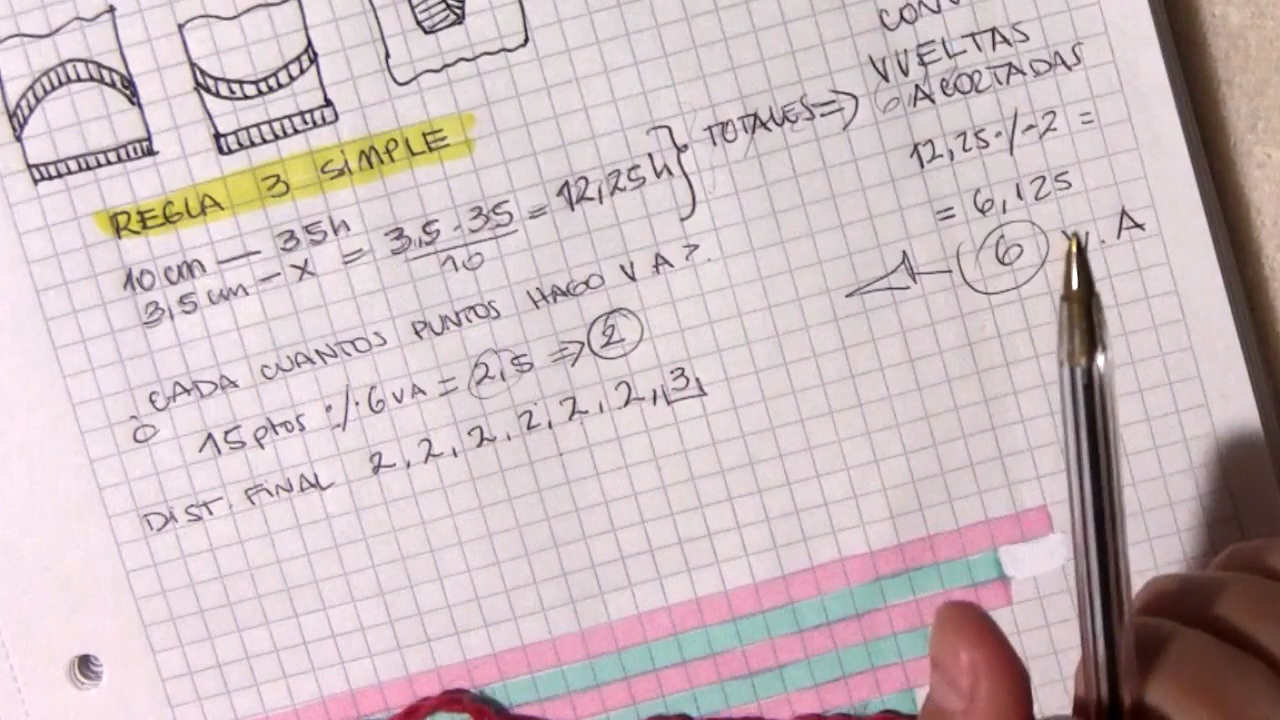 VUELTAS
ACORTADAS
REGLA 3 SIMPLE
10 cm — 35h
3,5 cm — X = 3,5 · 35 / 10 = 12,25 h } TOTALES ⇒
12,25 ·/· 2 =
= 6,125
6 V. A
¿CADA CUANTOS PUNTOS HAGO V A?.
15 ptos ·/· 6 VA = 2,5 ⇒ 2
DIST. FINAL 2, 2, 2, 2, 2, 2, 3